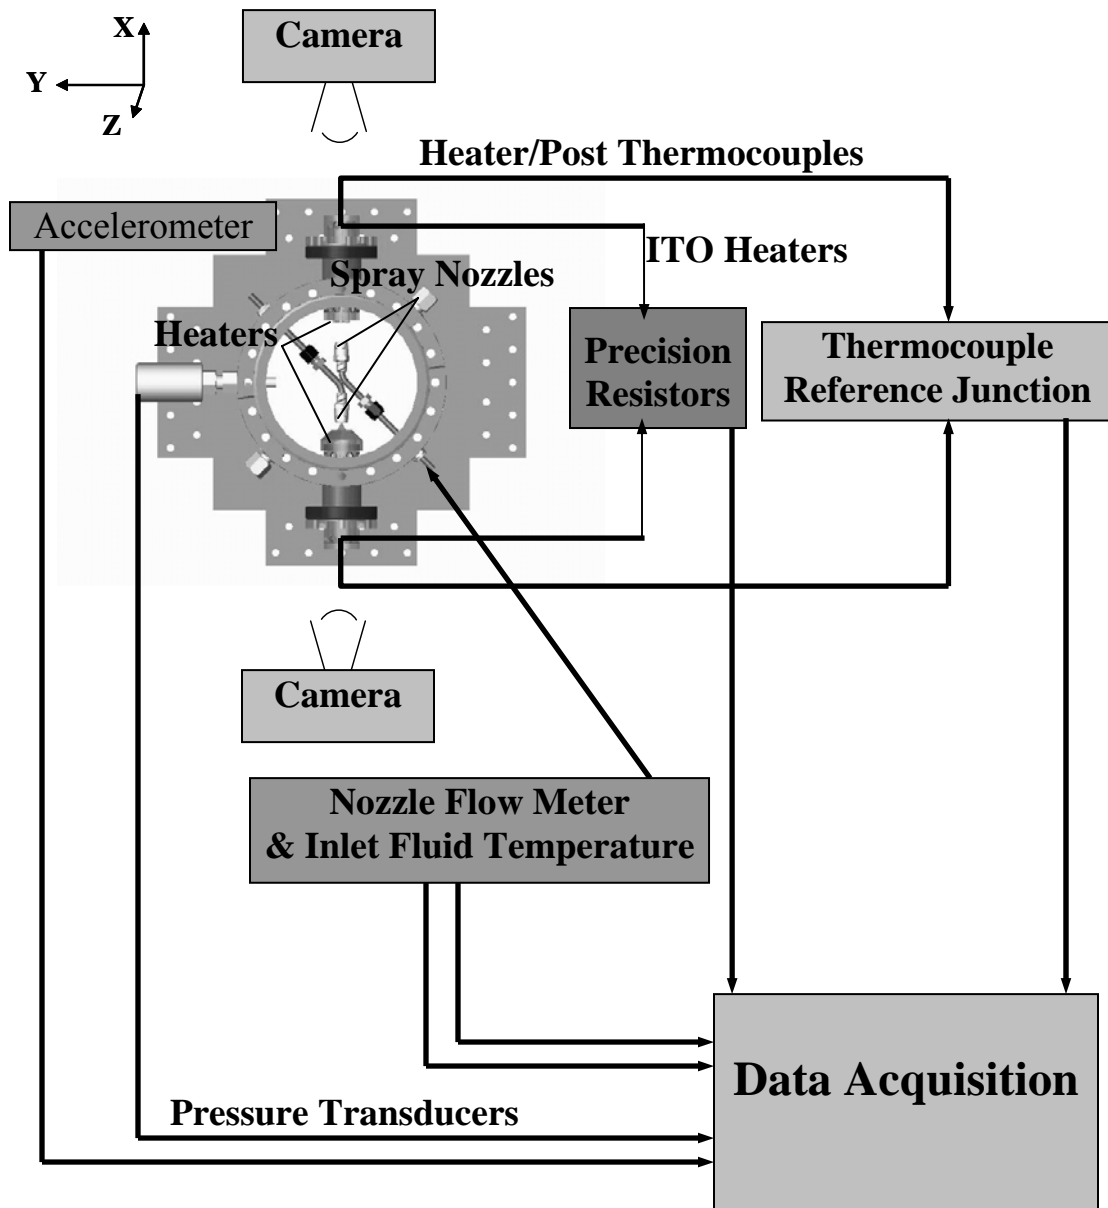 X
Camera
Y
Z
Heater/Post Thermocouples
Accelerometer
ITO Heaters
Spray Nozzles
Heaters
Precision
Resistors
Thermocouple
Reference Junction
Camera
Nozzle Flow Meter
& Inlet Fluid Temperature
Data Acquisition
Pressure Transducers